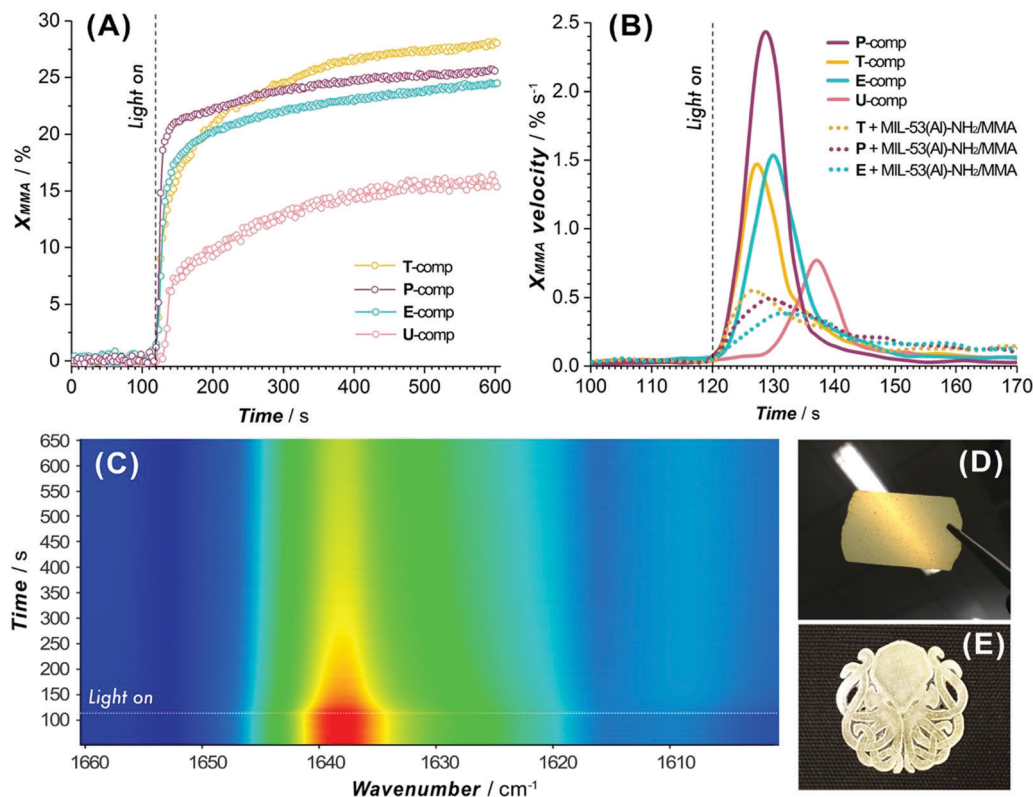 (A)
30
25
20
15
10
5
0
X_MMA / %
Light on
T-comp
P-comp
E-comp
U-comp
0 100 200 300 400 500 600
Time / s
(B)
2.5
2.0
1.5
1.0
0.5
0.0
X_MMA velocity / % s⁻¹
Light on
P-comp
T-comp
E-comp
U-comp
T + MIL-53(Al)-NH₂/MMA
P + MIL-53(Al)-NH₂/MMA
E + MIL-53(Al)-NH₂/MMA
100 110 120 130 140 150 160 170
Time / s
(C)
650
600
550
500
450
400
350
300
250
200
150
100
Time / s
Light on
1660 1650 1640 1630 1620 1610
Wavenumber / cm⁻¹
(D)
(E)